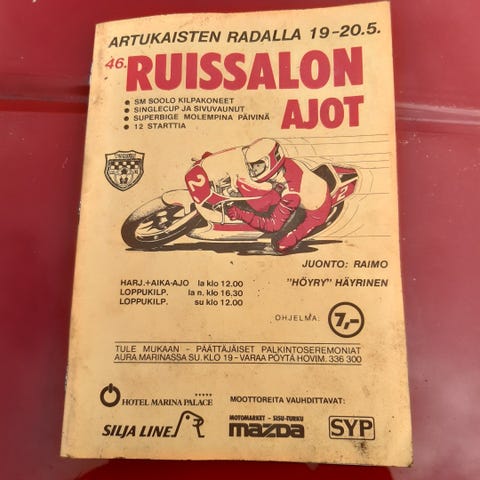 ARTUKAISTEN RADALLA 19-20.5.
46. RUISSALON
AJOT
• SM SOOLO KILPAKONEET
• SINGLECUP JA SIVUVAUNUT
• SUPERBIGE MOLEMPINA PÄIVINÄ
• 12 STARTTIA
2
2
JUONTO: RAIMO
"HÖYRY" HÄYRINEN
HARJ.+AIKA-AJO la klo 12.00
LOPPUKILP. la n. klo 16.30
LOPPUKILP. su klo 12.00
OHJELMA: 7,-
TULE MUKAAN - PÄÄTTÄJÄISET PALKINTOSEREMONIAT
AURA MARINASSA SU. KLO 19 - VARAA PÖYTÄ HOVIM. 336 300
HOTEL MARINA PALACE
MOOTTOREITA VAUHDITTAVAT:
SILJA LINE
MOTOMARKET - SISU-TURKU
mazda
SYP